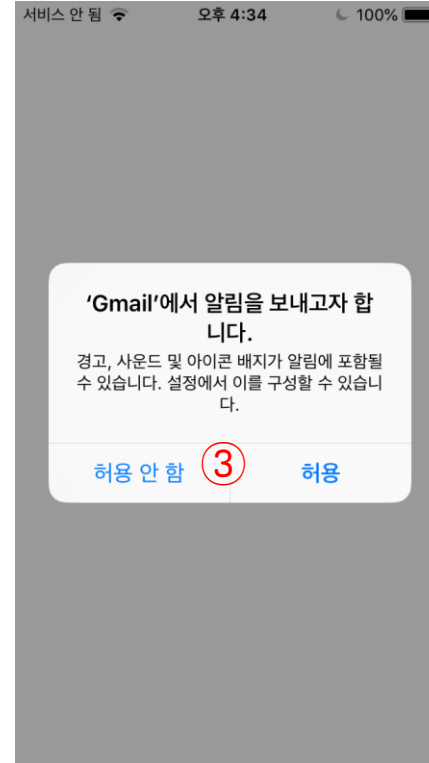 서비스 안 됨 오후 4:34 100%
‘Gmail’에서 알림을 보내고자 합
니다.
경고, 사운드 및 아이콘 배지가 알림에 포함될
수 있습니다. 설정에서 이를 구성할 수 있습니
다.
허용 안 함 ③ 허용